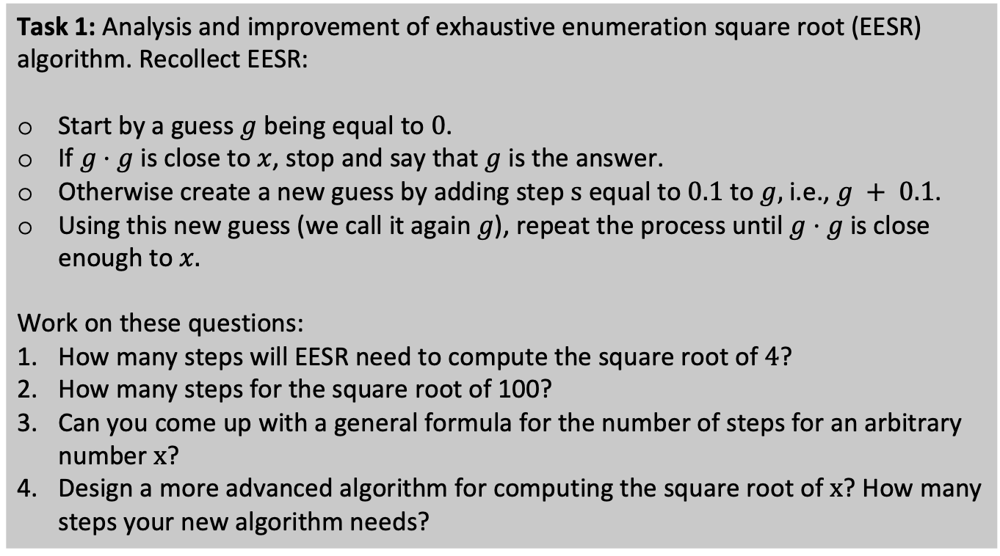 Task 1: Analysis and improvement of exhaustive enumeration square root (EESR)
algorithm. Recollect EESR:
o Start by a guess g being equal to 0.
o If g · g is close to x, stop and say that g is the answer.
o Otherwise create a new guess by adding step s equal to 0.1 to g, i.e., g + 0.1.
o Using this new guess (we call it again g), repeat the process until g · g is close
enough to x.
Work on these questions:
1. How many steps will EESR need to compute the square root of 4?
2. How many steps for the square root of 100?
3. Can you come up with a general formula for the number of steps for an arbitrary
number x?
4. Design a more advanced algorithm for computing the square root of x? How many
steps your new algorithm needs?